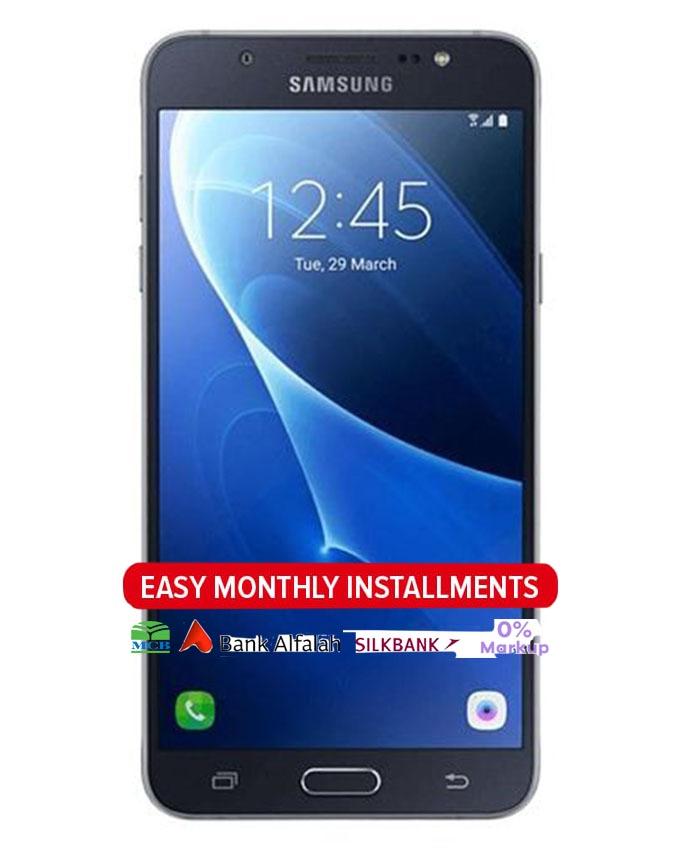 SAMSUNG
12:45
Tue, 29 March
EASY MONTHLY INSTALLMENTS
MCB Bank Alfalah SILKBANK 0%
Markup